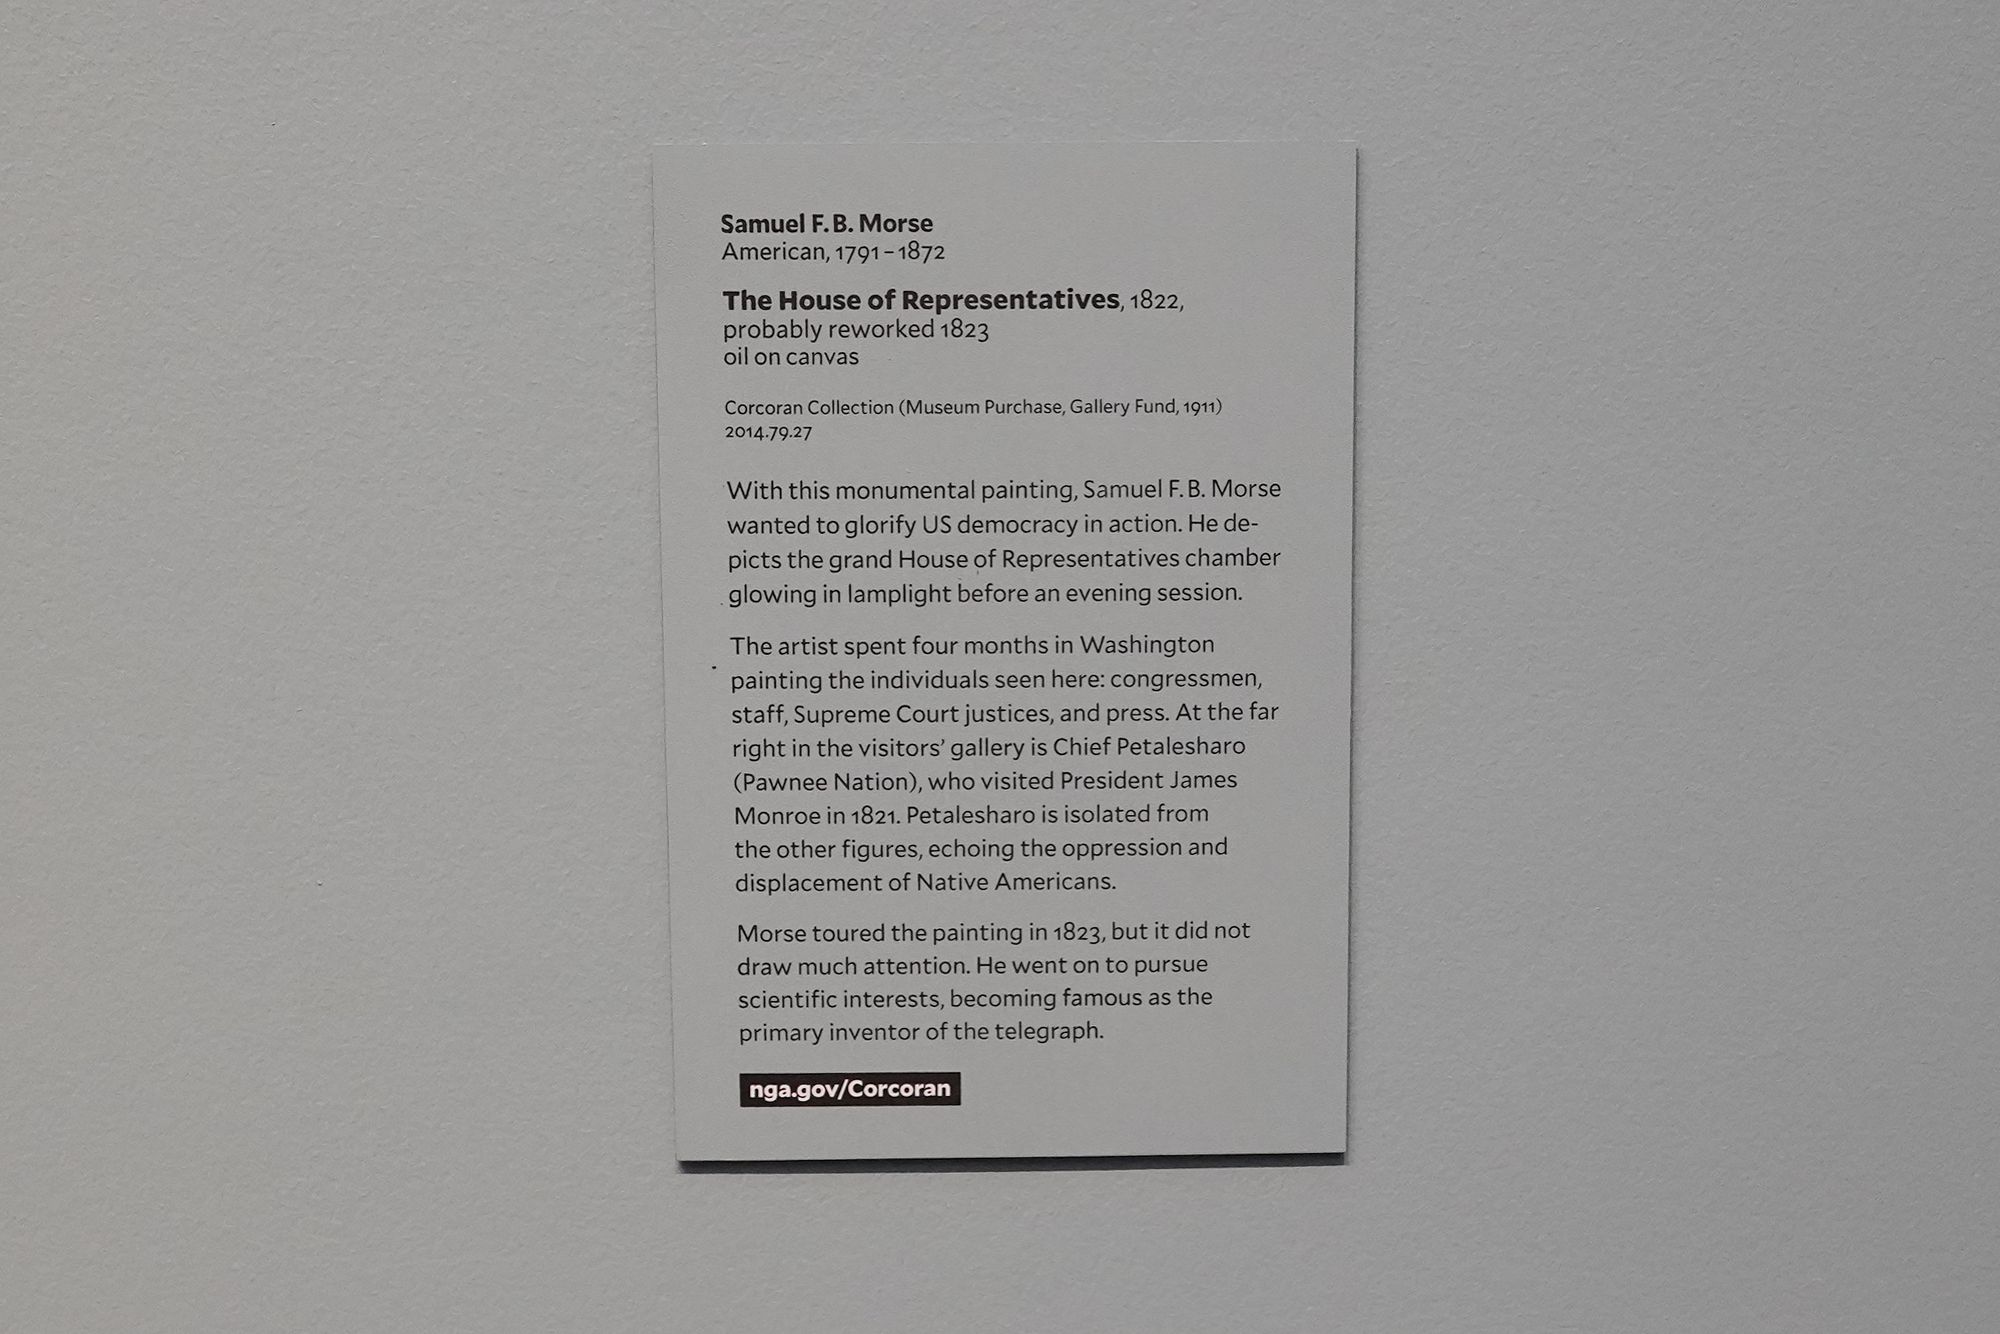 Samuel F. B. Morse
American, 1791–1872
The House of Representatives, 1822,
probably reworked 1823
oil on canvas
Corcoran Collection (Museum Purchase, Gallery Fund, 1911)
2014.79.27
With this monumental painting, Samuel F. B. Morse
wanted to glorify US democracy in action. He de-
picts the grand House of Representatives chamber
glowing in lamplight before an evening session.
The artist spent four months in Washington
painting the individuals seen here: congressmen,
staff, Supreme Court justices, and press. At the far
right in the visitors’ gallery is Chief Petalesharo
(Pawnee Nation), who visited President James
Monroe in 1821. Petalesharo is isolated from
the other figures, echoing the oppression and
displacement of Native Americans.
Morse toured the painting in 1823, but it did not
draw much attention. He went on to pursue
scientific interests, becoming famous as the
primary inventor of the telegraph.
nga.gov/Corcoran